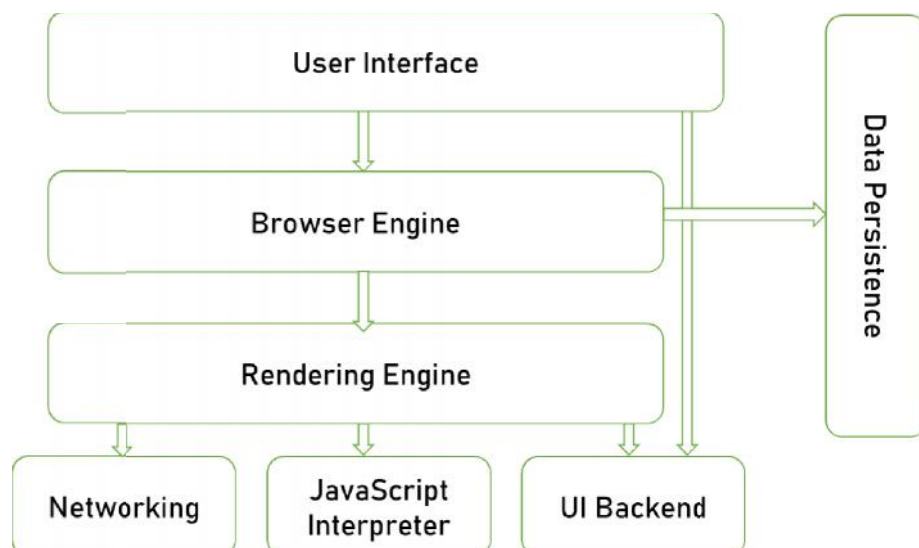 User Interface
Data Persistence
Browser Engine
Rendering Engine
Networking
JavaScript
Interpreter
UI Backend